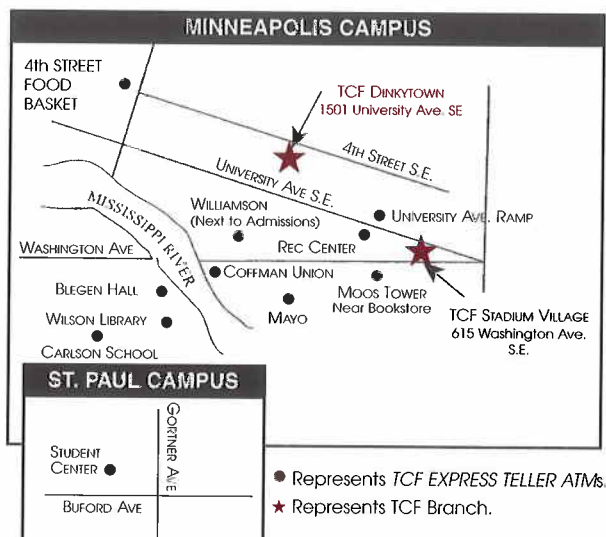 MINNEAPOLIS CAMPUS
4th STREET
FOOD
BASKET
TCF DINKYTOWN
1501 University Ave. SE
4TH STREET S.E.
UNIVERSITY AVE S.E.
MISSISSIPPI RIVER
WILLIAMSON
(Next to Admissions)
UNIVERSITY AVE. RAMP
REC CENTER
WASHINGTON AVE
COFFMAN UNION
BLEGEN HALL
MOOS TOWER
Near Bookstore
MAYO
WILSON LIBRARY
CARLSON SCHOOL
TCF STADIUM VILLAGE
615 Washington Ave.
S.E.
ST. PAUL CAMPUS
GORTNER AVE
STUDENT
CENTER
BUFORD AVE
Represents TCF EXPRESS TELLER ATMs.
Represents TCF Branch.